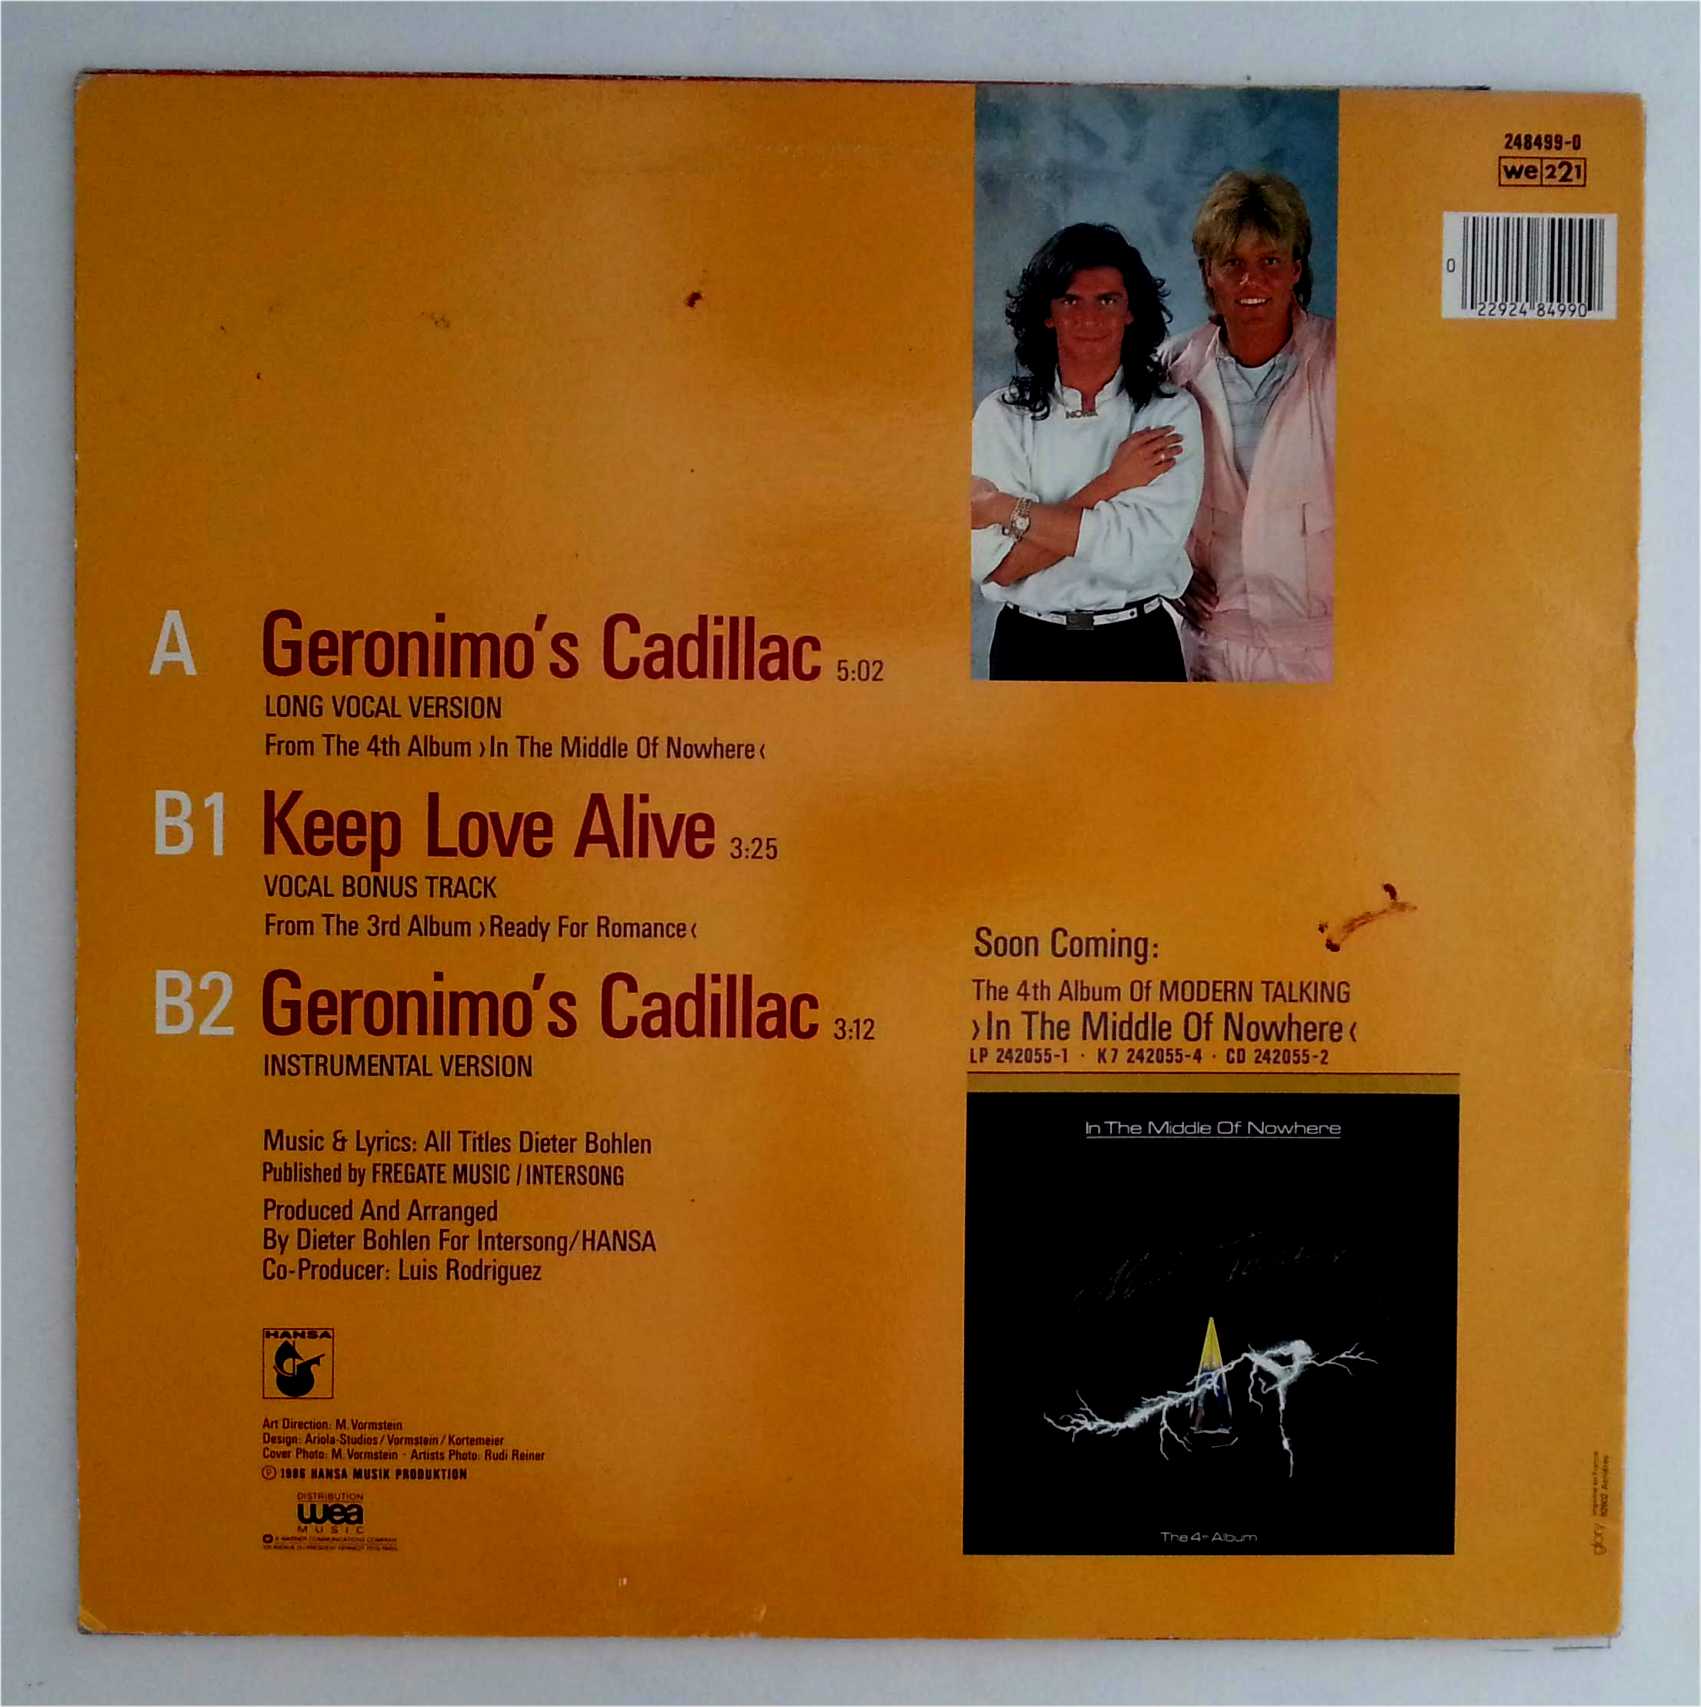 248499-0
we 221
0
22924 84990
NORA
A Geronimo's Cadillac 5:02
LONG VOCAL VERSION
From The 4th Album ›In The Middle Of Nowhere‹
B1 Keep Love Alive 3:25
VOCAL BONUS TRACK
From The 3rd Album ›Ready For Romance‹
B2 Geronimo's Cadillac 3:12
INSTRUMENTAL VERSION
Music & Lyrics: All Titles Dieter Bohlen
Published by FREGATE MUSIC / INTERSONG
Produced And Arranged
By Dieter Bohlen For Intersong/HANSA
Co-Producer: Luis Rodriguez
HANSA
Art Direction: M. Vormstein
Design: Ariola-Studios / Vormstein / Kortemeier
Cover Photo: M. Vormstein · Artists Photo: Rudi Reiner
Ⓟ 1986 HANSA MUSIK PRODUKTION
DISTRIBUTION
wea
MUSIC
A WARNER COMMUNICATIONS COMPANY
Soon Coming:
The 4th Album Of MODERN TALKING
›In The Middle Of Nowhere‹
LP 242055-1 · K7 242055-4 · CD 242055-2
In The Middle Of Nowhere
The 4th Album
glory